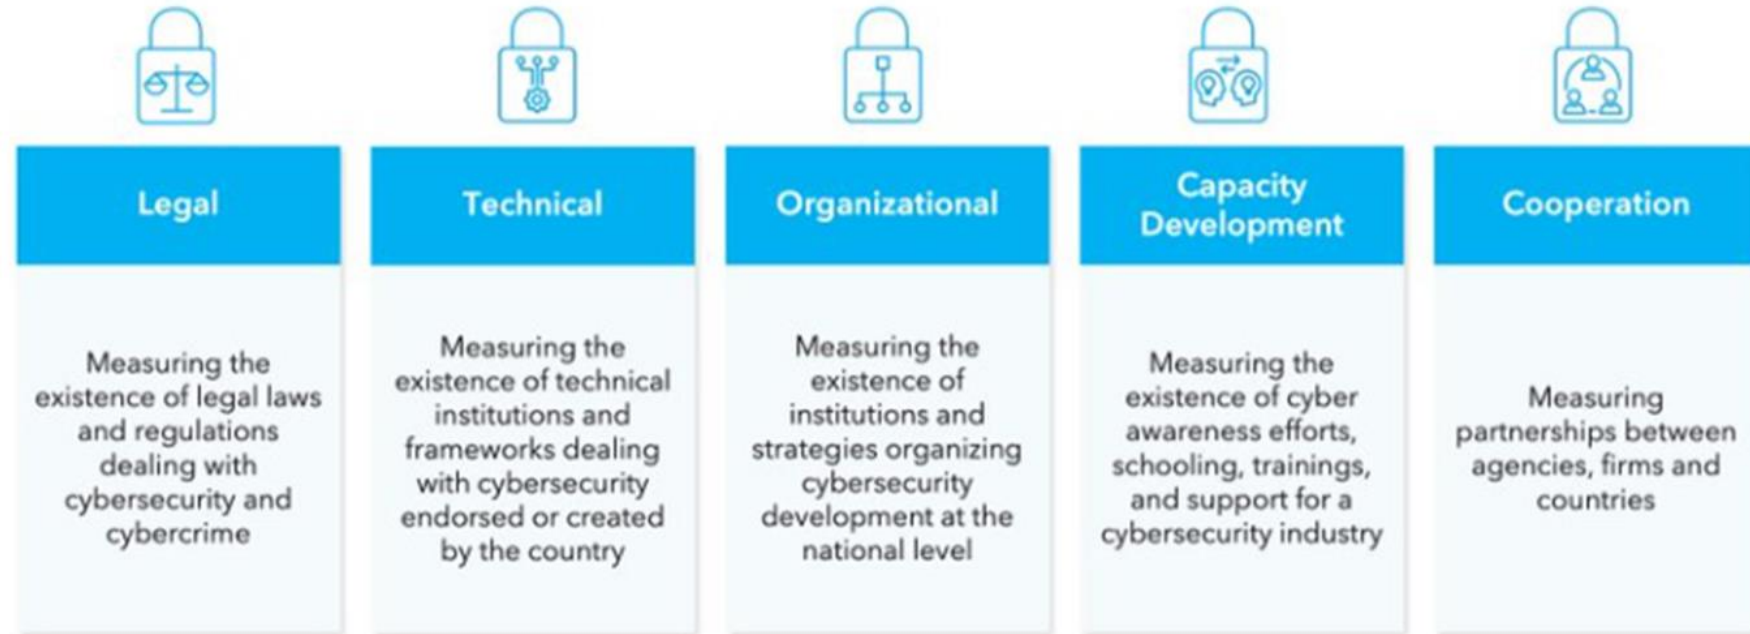 Legal
Measuring the
existence of legal laws
and regulations
dealing with
cybersecurity and
cybercrime
Technical
Measuring the
existence of technical
institutions and
frameworks dealing
with cybersecurity
endorsed or created
by the country
Organizational
Measuring the
existence of
institutions and
strategies organizing
cybersecurity
development at the
national level
Capacity
Development
Measuring the
existence of cyber
awareness efforts,
schooling, trainings,
and support for a
cybersecurity industry
Cooperation
Measuring
partnerships between
agencies, firms and
countries